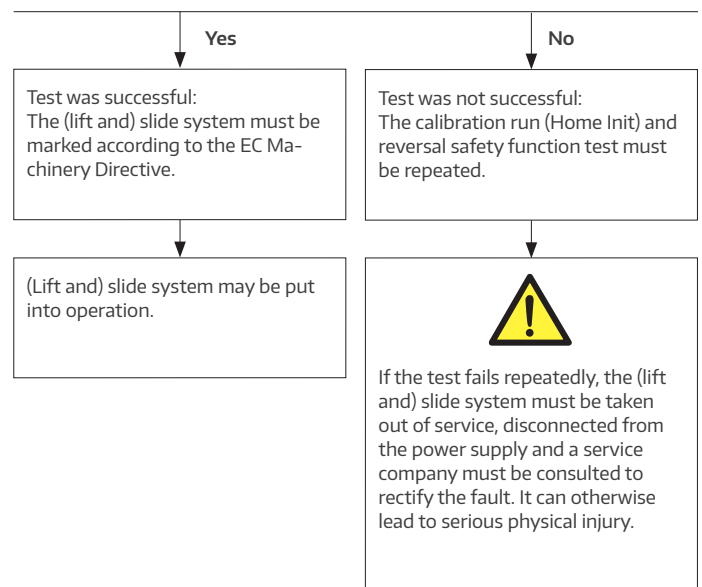 Yes
Test was successful:
The (lift and) slide system must be
marked according to the EC Ma-
chinery Directive.
(Lift and) slide system may be put
into operation.
No
Test was not successful:
The calibration run (Home Init) and
reversal safety function test must
be repeated.
If the test fails repeatedly, the (lift
and) slide system must be taken
out of service, disconnected from
the power supply and a service
company must be consulted to
rectify the fault. It can otherwise
lead to serious physical injury.